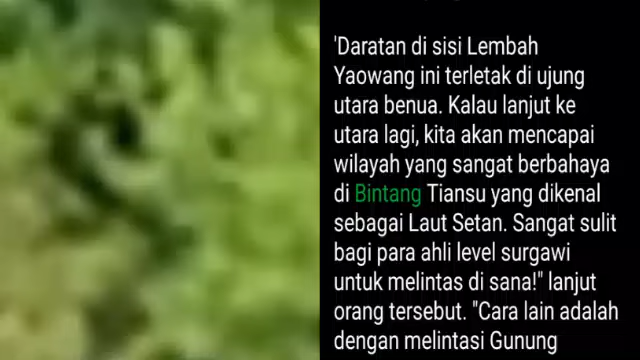 'Daratan di sisi Lembah
Yaowang ini terletak di ujung
utara benua. Kalau lanjut ke
utara lagi, kita akan mencapai
wilayah yang sangat berbahaya
di Bintang Tiansu yang dikenal
sebagai Laut Setan. Sangat sulit
bagi para ahli level surgawi
untuk melintas di sana!" lanjut
orang tersebut. "Cara lain adalah
dengan melintasi Gunung